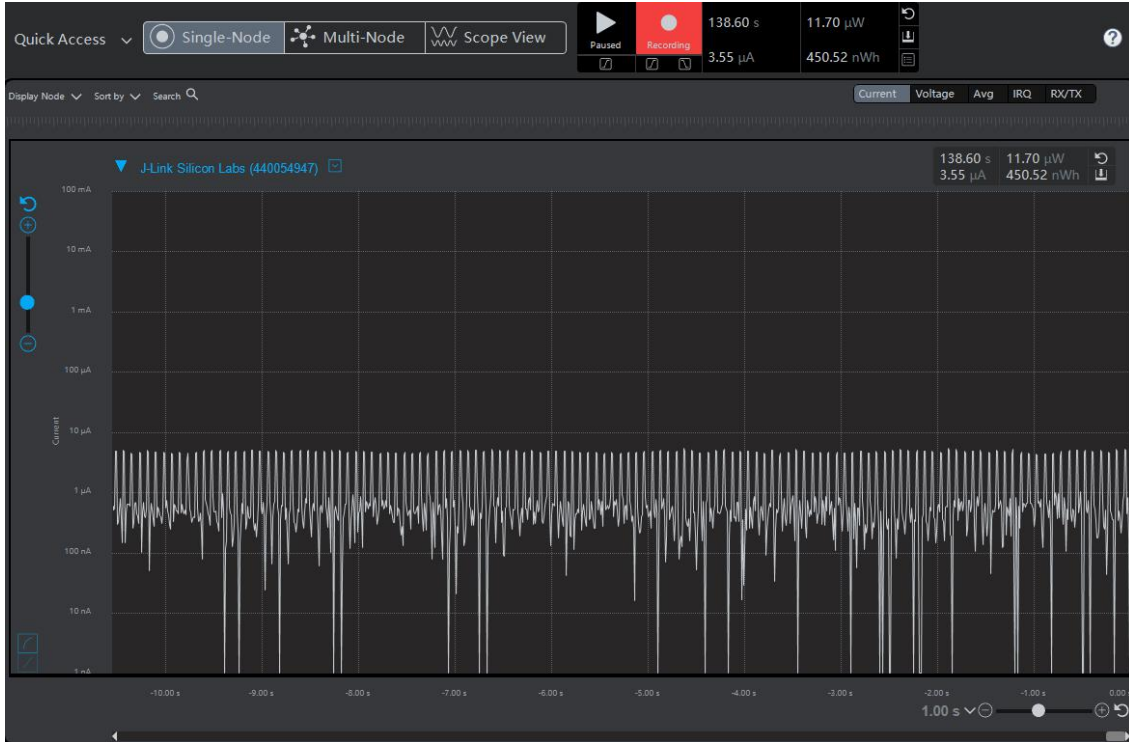 Quick Access Single-Node Multi-Node Scope View
Paused Recording
138.60 s 11.70 µW
3.55 µA 450.52 nWh
?
Display Node Sort by Search
Current Voltage Avg IRQ RX/TX
J-Link Silicon Labs (440054947)
138.60 s 11.70 µW
3.55 µA 450.52 nWh
100 mA
10 mA
1 mA
100 µA
Current
10 µA
1 µA
100 nA
10 nA
1 nA
-10.00 s -9.00 s -8.00 s -7.00 s -6.00 s -5.00 s -4.00 s -3.00 s -2.00 s -1.00 s 0.00
1.00 s